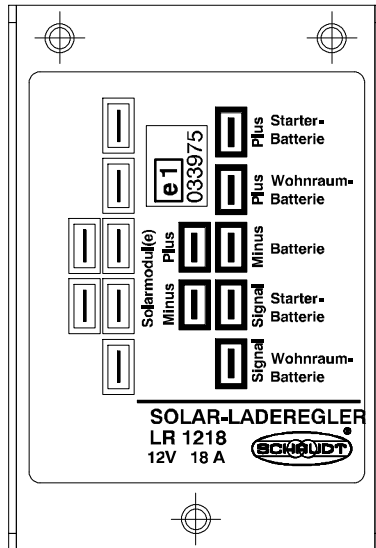 e1
033975
Plus
Starter-
Batterie
Plus
Wohnraum-
Batterie
Solarmodul(e)
Plus
Minus
Batterie
Minus
Signal
Starter-
Batterie
Signal
Wohnraum-
Batterie
SOLAR-LADEREGLER
LR 1218
12V 18 A
SCHAUDT
®